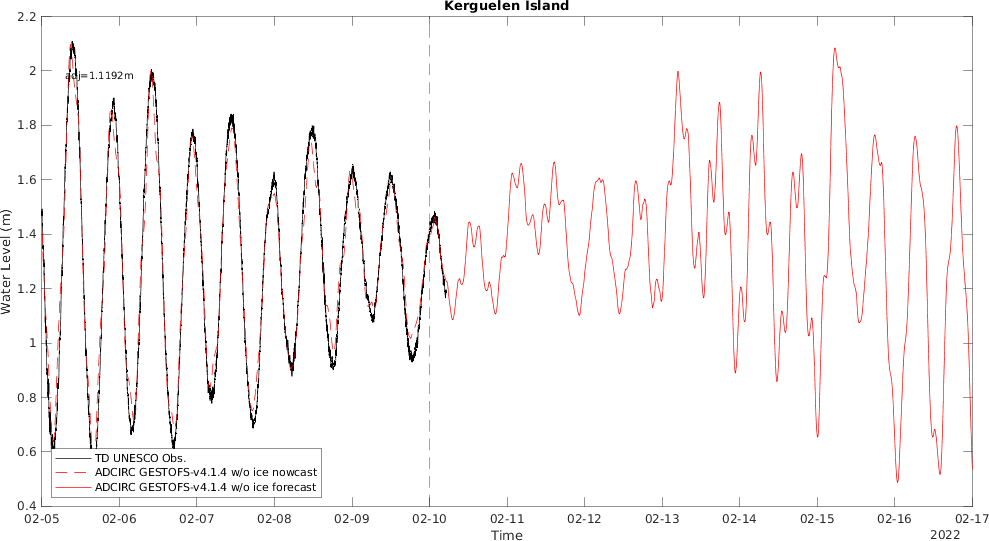 Kerguelen Island
2.2
2
1.8
1.6
1.4
1.2
1
0.8
0.6
0.4
Water Level (m)
adj=1.1192m
TD UNESCO Obs.
ADCIRC GESTOFS-v4.1.4 w/o ice nowcast
ADCIRC GESTOFS-v4.1.4 w/o ice forecast
02-05 02-06 02-07 02-08 02-09 02-10 02-11 02-12 02-13 02-14 02-15 02-16 02-17
Time
2022